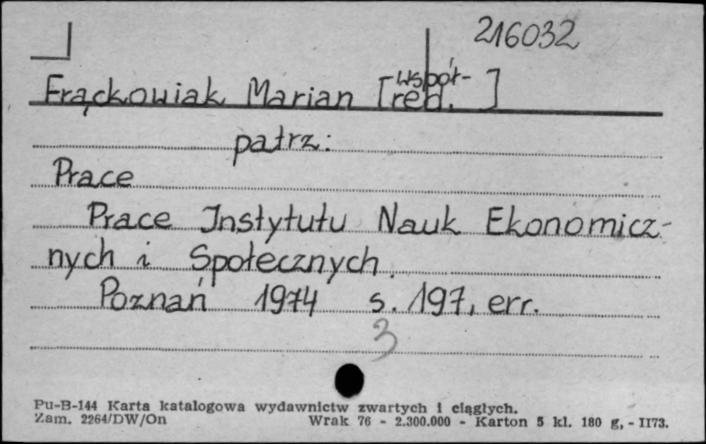 216032
Frąckowiak Marian [współ-
red.]
patrz:
Prace
Prace Instytutu Nauk Ekonomicz-
nych i Społecznych.
Poznań 1974 s. 197, err.
3
Pu-B-144 Karta katalogowa wydawnictw zwartych i ciągłych.
Zam. 2264/DW/On Wrak 76 - 2.300.000 - Karton 5 kl. 180 g, - II73.